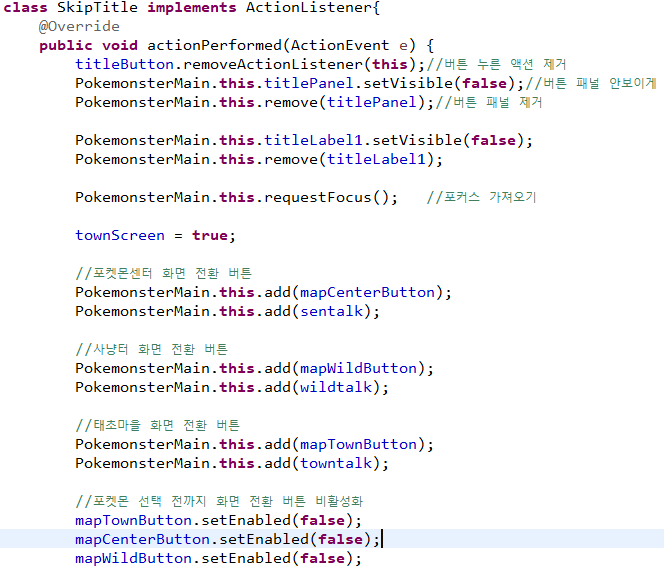 class SkipTitle implements ActionListener{
@Override
public void actionPerformed(ActionEvent e) {
titleButton.removeActionListener(this);//버튼 누른 액션 제거
PokemonsterMain.this.titlePanel.setVisible(false);//버튼 패널 안보이게
PokemonsterMain.this.remove(titlePanel);//버튼 패널 제거
PokemonsterMain.this.titleLabel1.setVisible(false);
PokemonsterMain.this.remove(titleLabel1);
PokemonsterMain.this.requestFocus(); //포커스 가져오기
townScreen = true;
//포켓몬센터 화면 전환 버튼
PokemonsterMain.this.add(mapCenterButton);
PokemonsterMain.this.add(sentalk);
//사냥터 화면 전환 버튼
PokemonsterMain.this.add(mapWildButton);
PokemonsterMain.this.add(wildtalk);
//태초마을 화면 전환 버튼
PokemonsterMain.this.add(mapTownButton);
PokemonsterMain.this.add(towntalk);
//포켓몬 선택 전까지 화면 전환 버튼 비활성화
mapTownButton.setEnabled(false);
mapCenterButton.setEnabled(false);
mapWildButton.setEnabled(false);